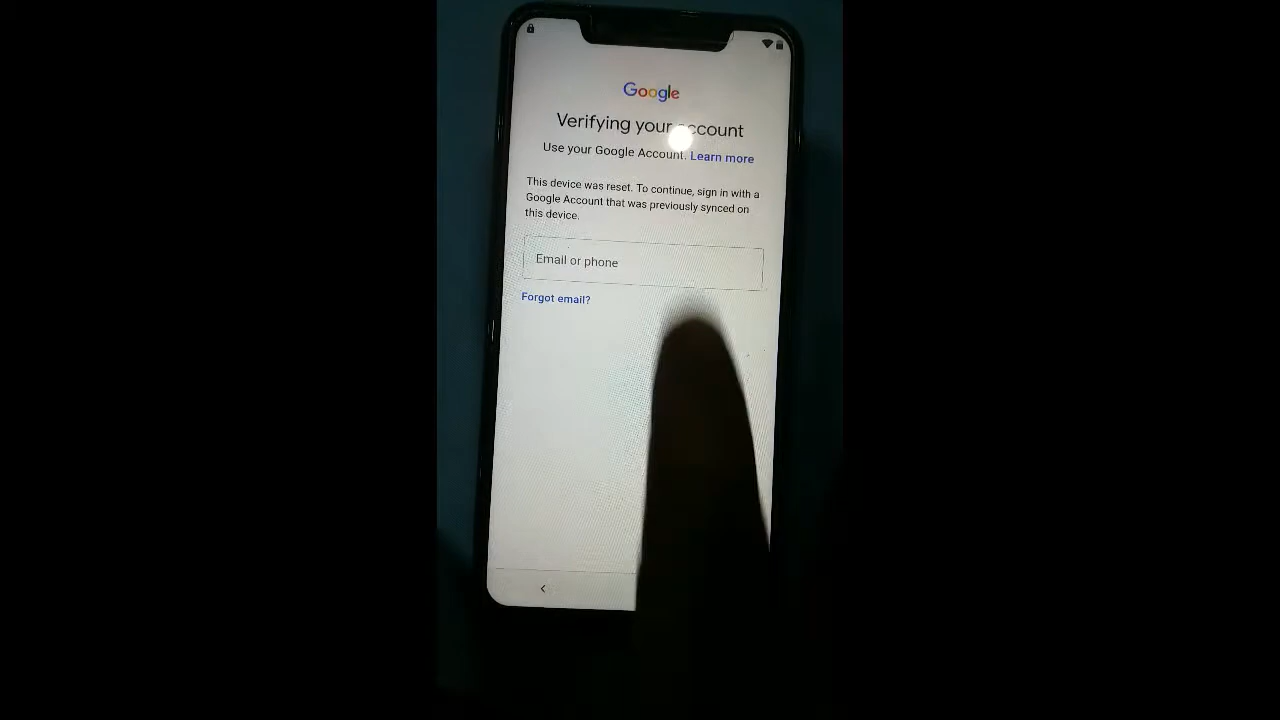 Google
Verifying your account
Use your Google Account. Learn more
This device was reset. To continue, sign in with a
Google Account that was previously synced on
this device.
Email or phone
Forgot email?